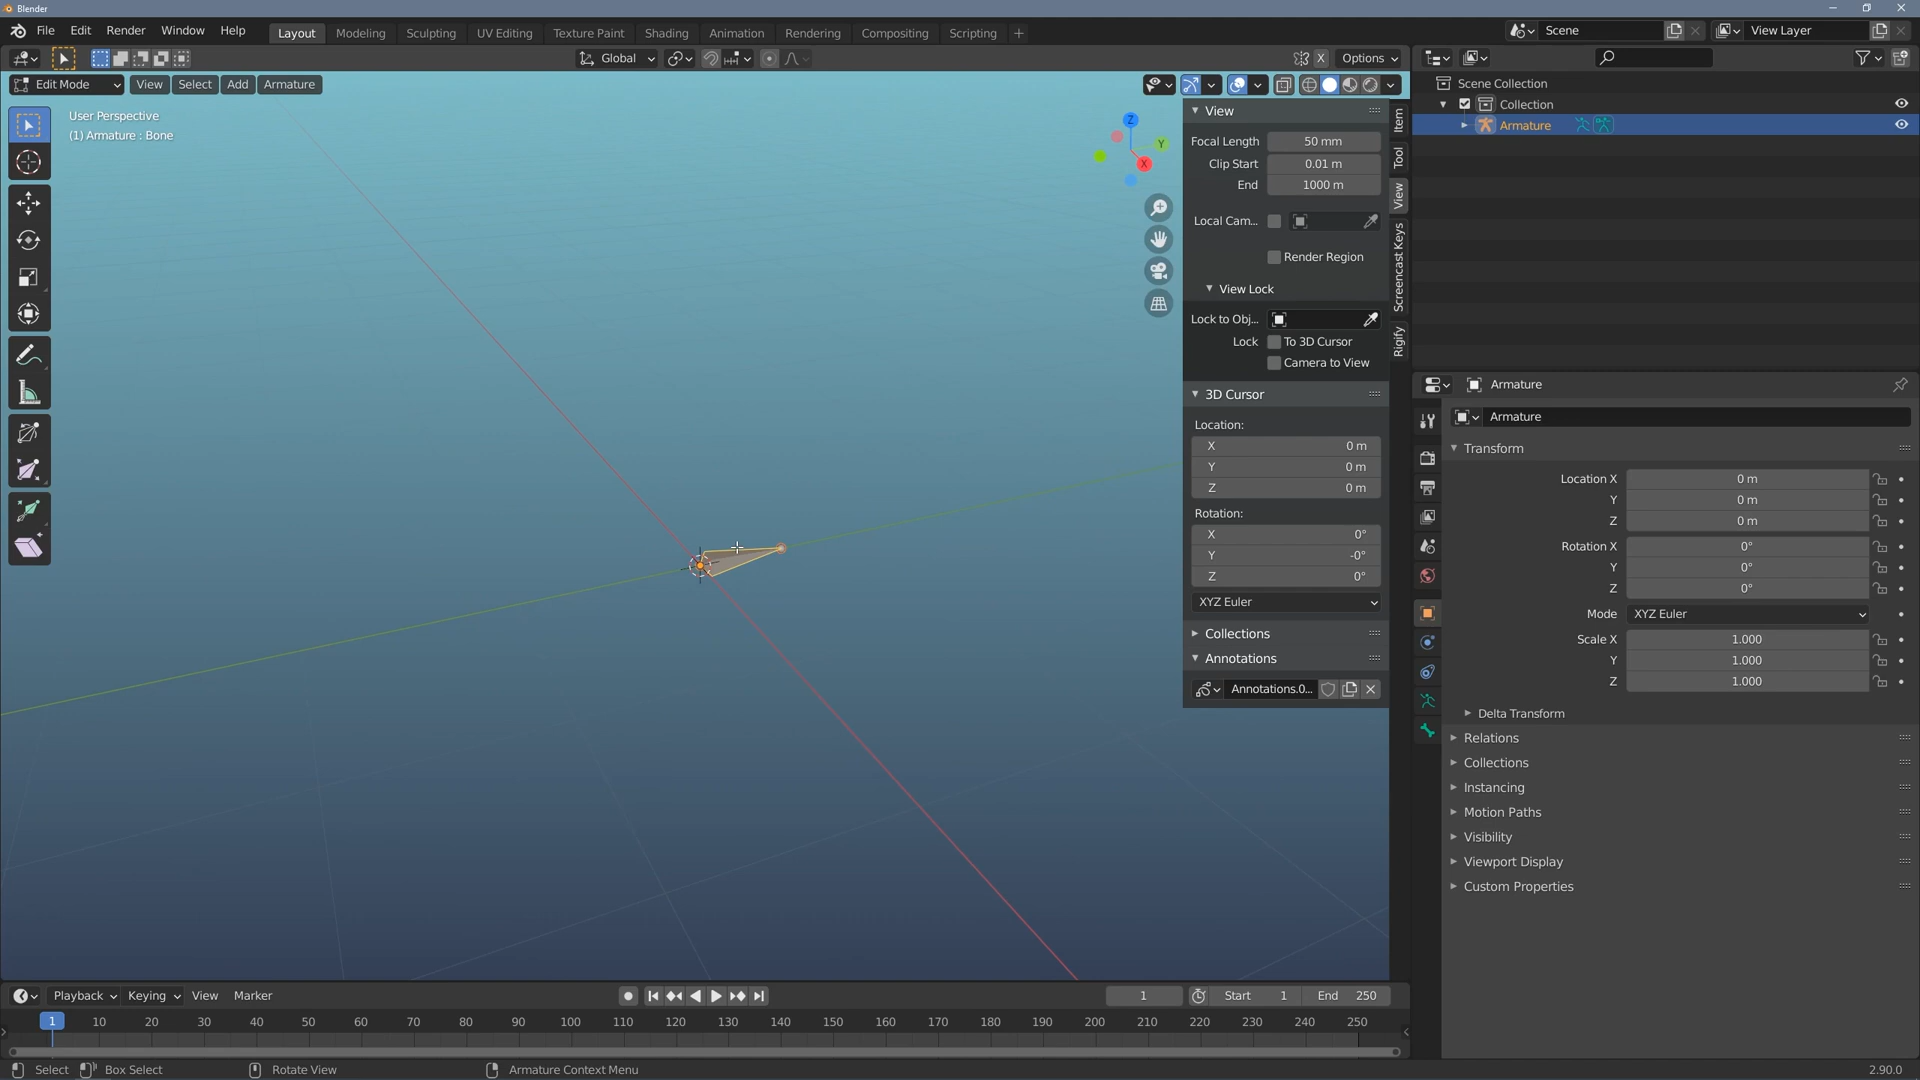 Blender
File Edit Render Window Help Layout Modeling Sculpting UV Editing Texture Paint Shading Animation Rendering Compositing Scripting + Scene View Layer
Global X Options
Edit Mode View Select Add Armature
User Perspective
(1) Armature : Bone
Z
Y
X
View
Focal Length 50 mm
Clip Start 0.01 m
End 1000 m
Local Cam...
Render Region
View Lock
Lock to Obj...
Lock To 3D Cursor
Camera to View
3D Cursor
Location:
X 0 m
Y 0 m
Z 0 m
Rotation:
X 0°
Y -0°
Z 0°
XYZ Euler
Collections
Annotations
Annotations.0...
Item
Tool
View
Screencast Keys
Rigify
Scene Collection
Collection
Armature
Armature
Armature
Transform
Location X 0 m
Y 0 m
Z 0 m
Rotation X 0°
Y 0°
Z 0°
Mode XYZ Euler
Scale X 1.000
Y 1.000
Z 1.000
Delta Transform
Relations
Collections
Instancing
Motion Paths
Visibility
Viewport Display
Custom Properties
Playback Keying View Marker 1 Start 1 End 250
1 10 20 30 40 50 60 70 80 90 100 110 120 130 140 150 160 170 180 190 200 210 220 230 240 250
Select Box Select Rotate View Armature Context Menu 2.90.0